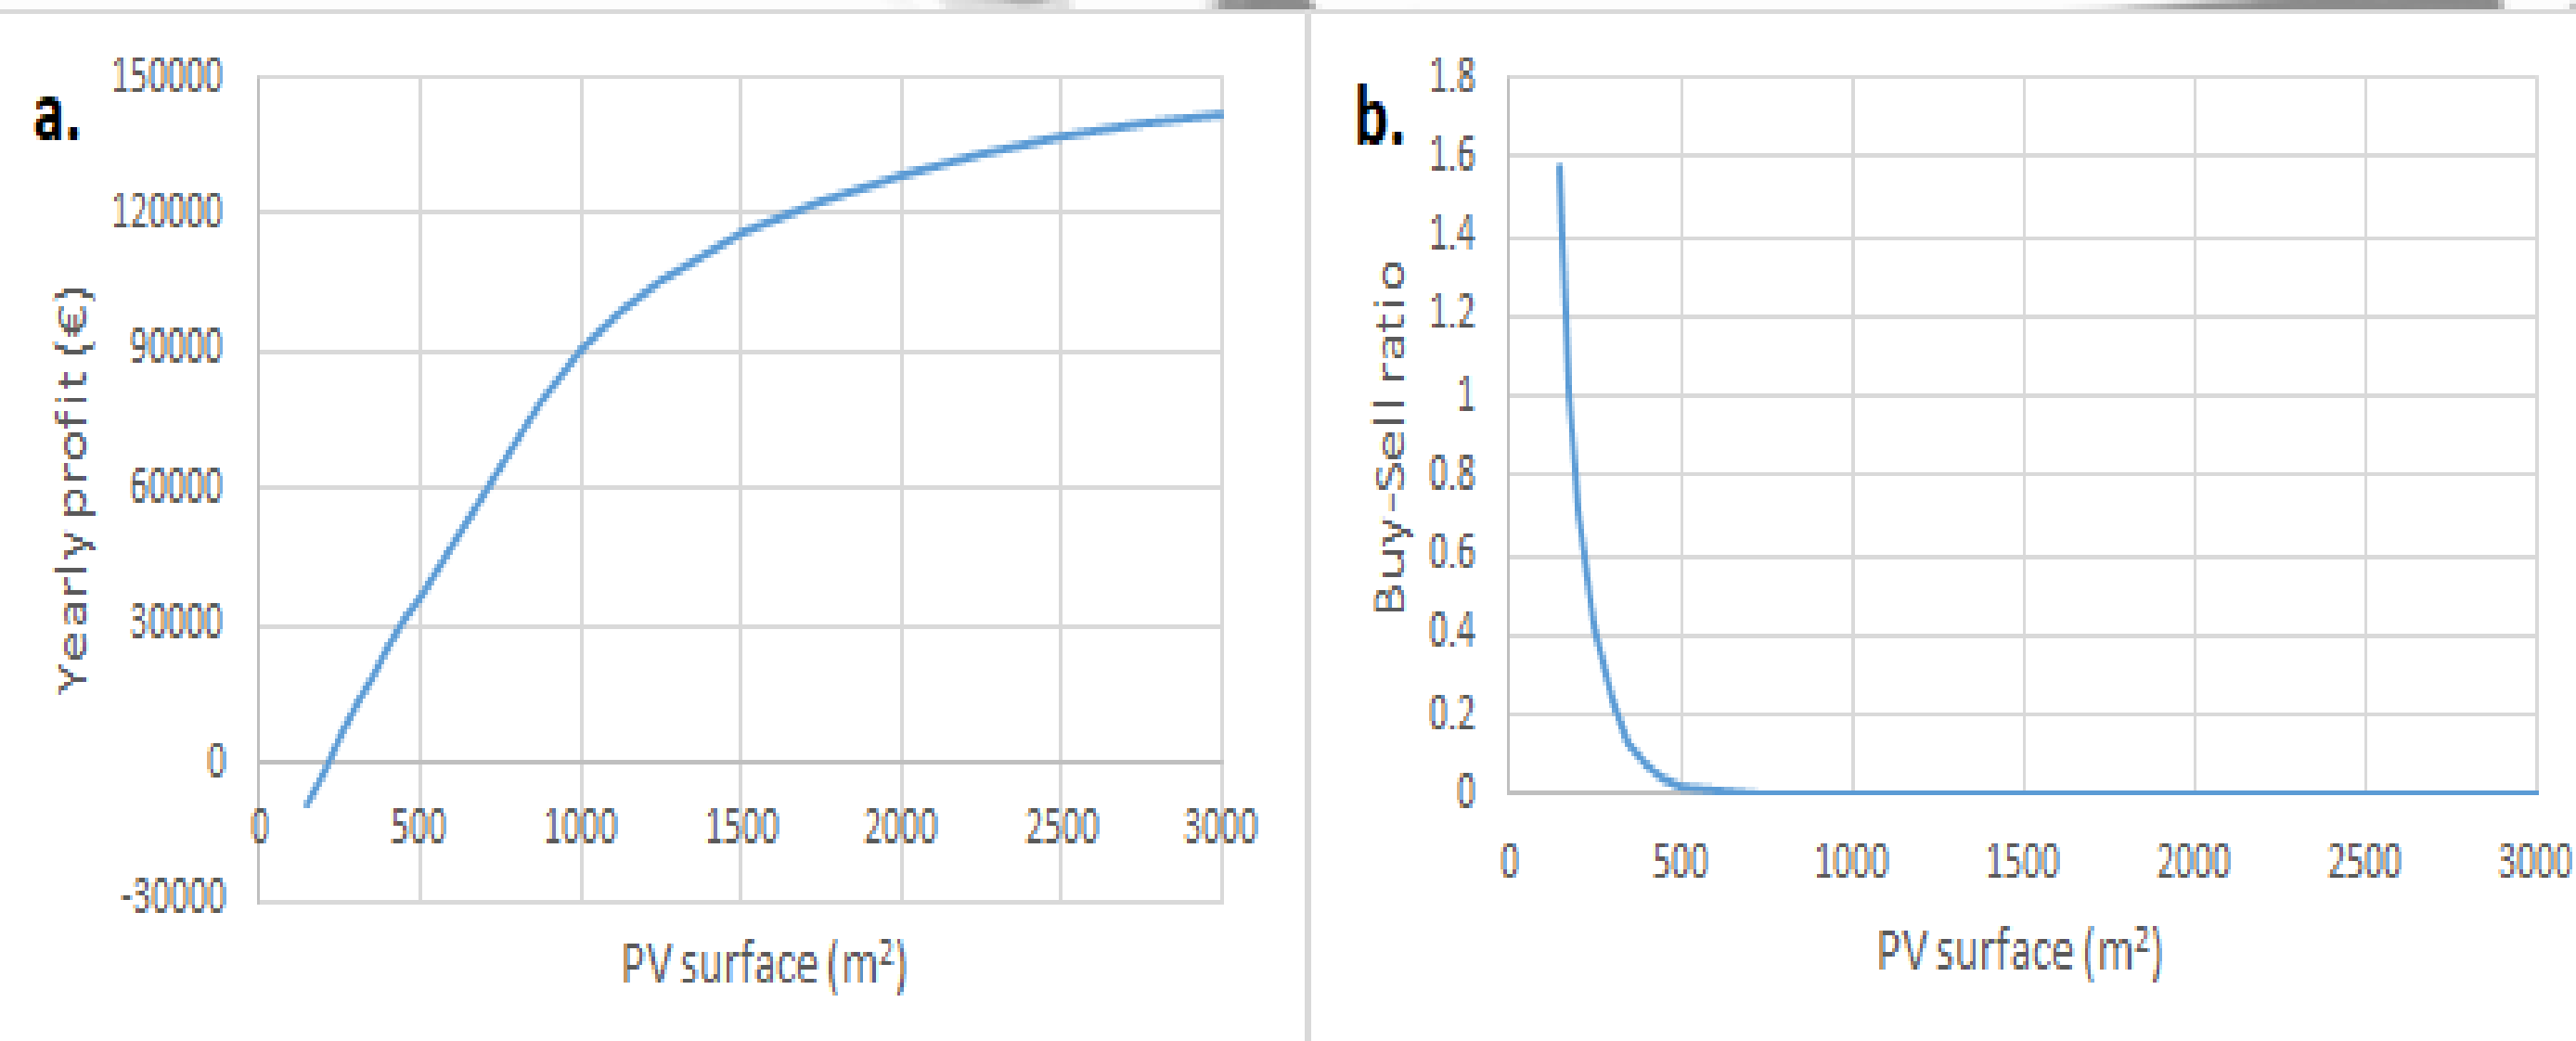 a.
150000
120000
90000
60000
30000
0
-30000
Yearly profit (€)
0 500 1000 1500 2000 2500 3000
PV surface (m²)
b.
1.8
1.6
1.4
1.2
1
0.8
0.6
0.4
0.2
0
Buy-Sell ratio
0 500 1000 1500 2000 2500 3000
PV surface (m²)